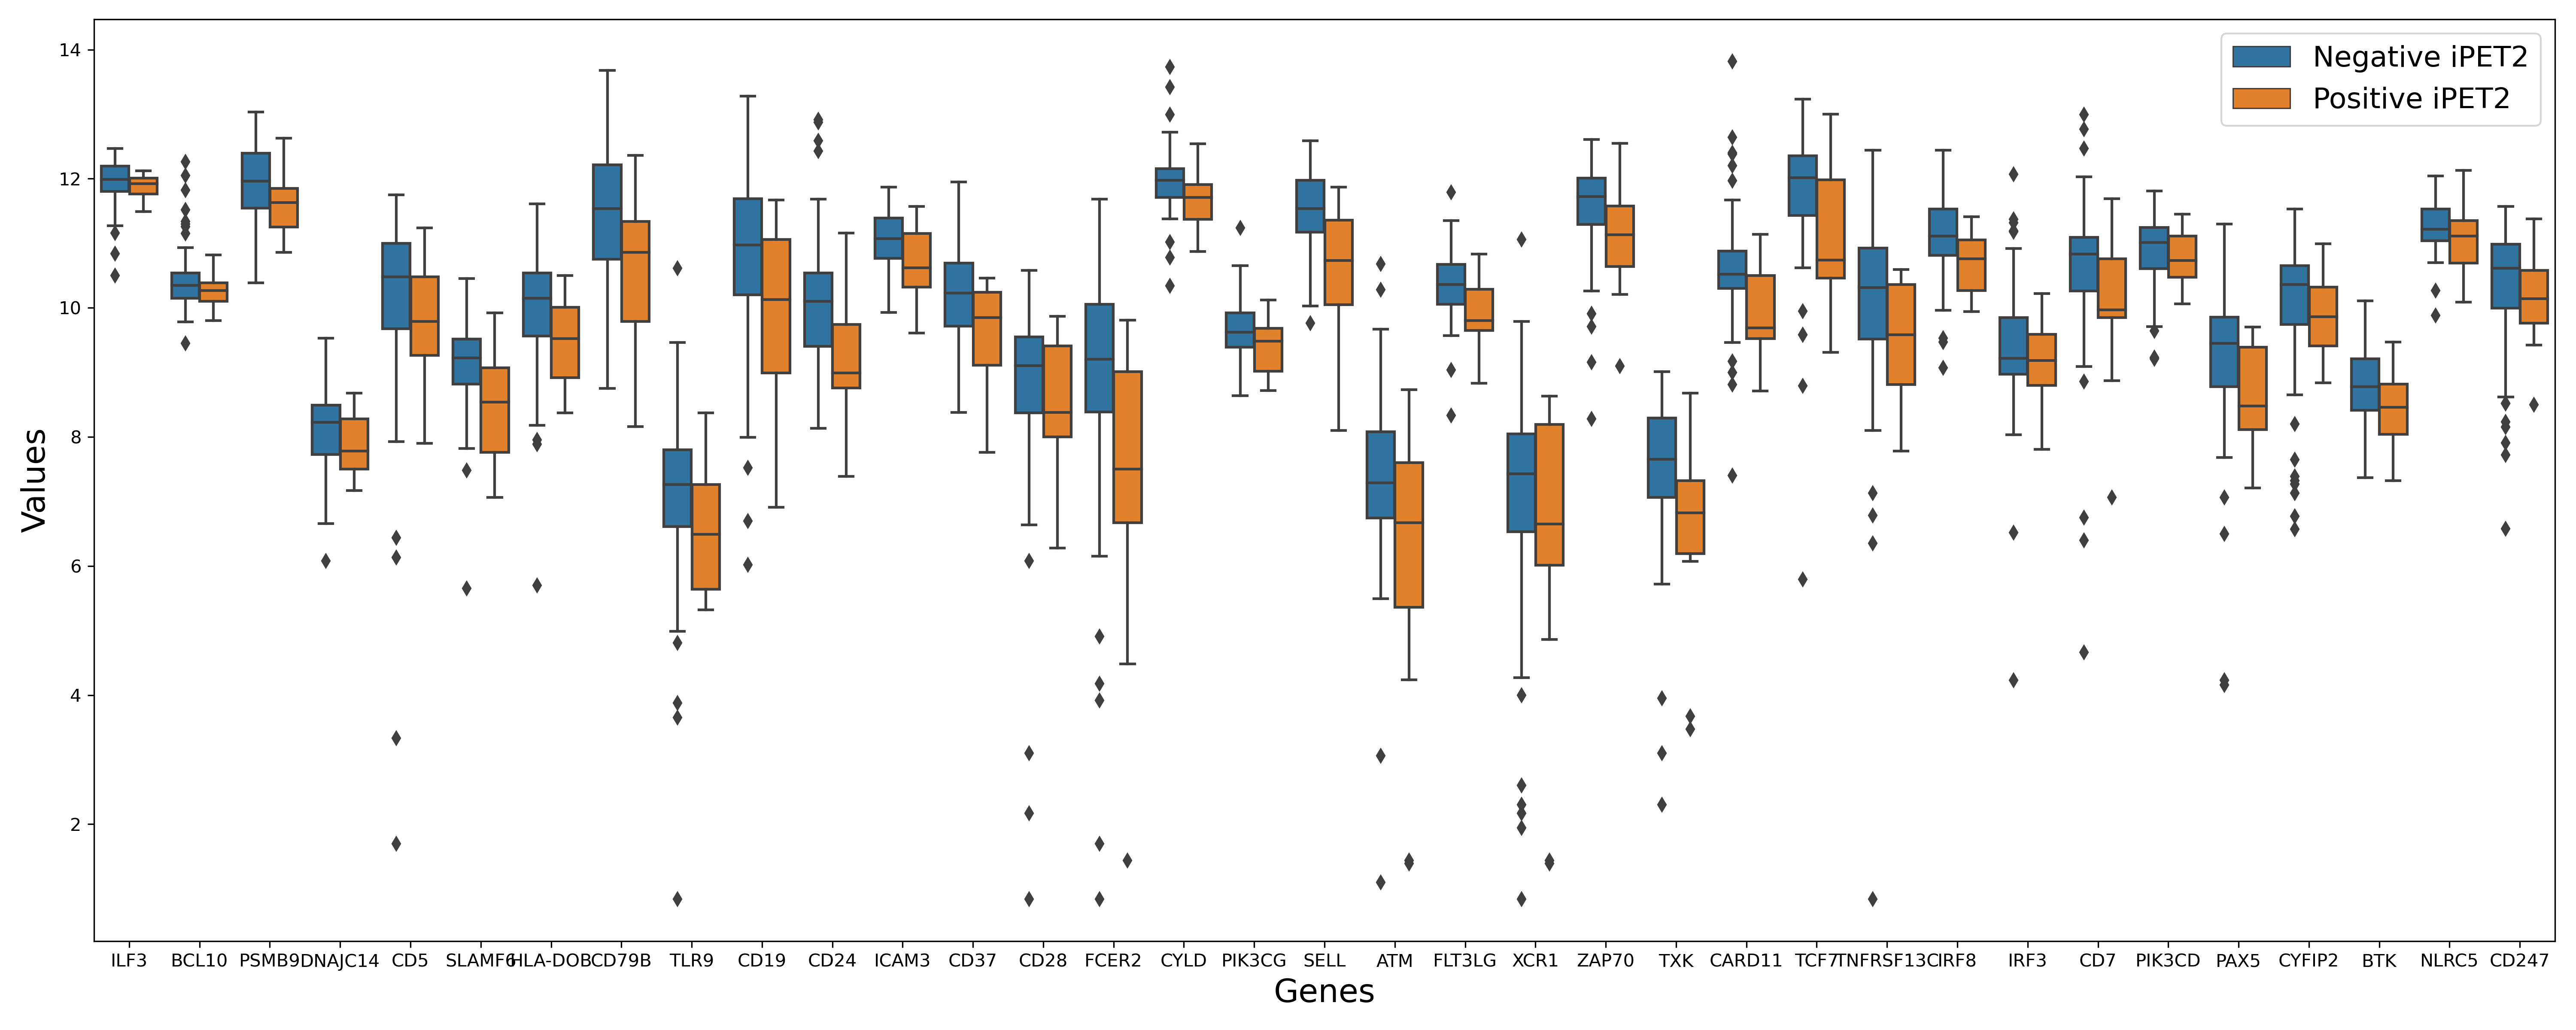 Negative iPET2
Positive iPET2
Values
14
12
10
8
6
4
2
ILF3 BCL10 PSMB9 DNAJC14 CD5 SLAMF6 HLA-DOB CD79B TLR9 CD19 CD24 ICAM3 CD37 CD28 FCER2 CYLD PIK3CG SELL ATM FLT3LG XCR1 ZAP70 TXK CARD11 TCF7 TNFRSF13C IRF8 IRF3 CD7 PIK3CD PAX5 CYFIP2 BTK NLRC5 CD247
Genes